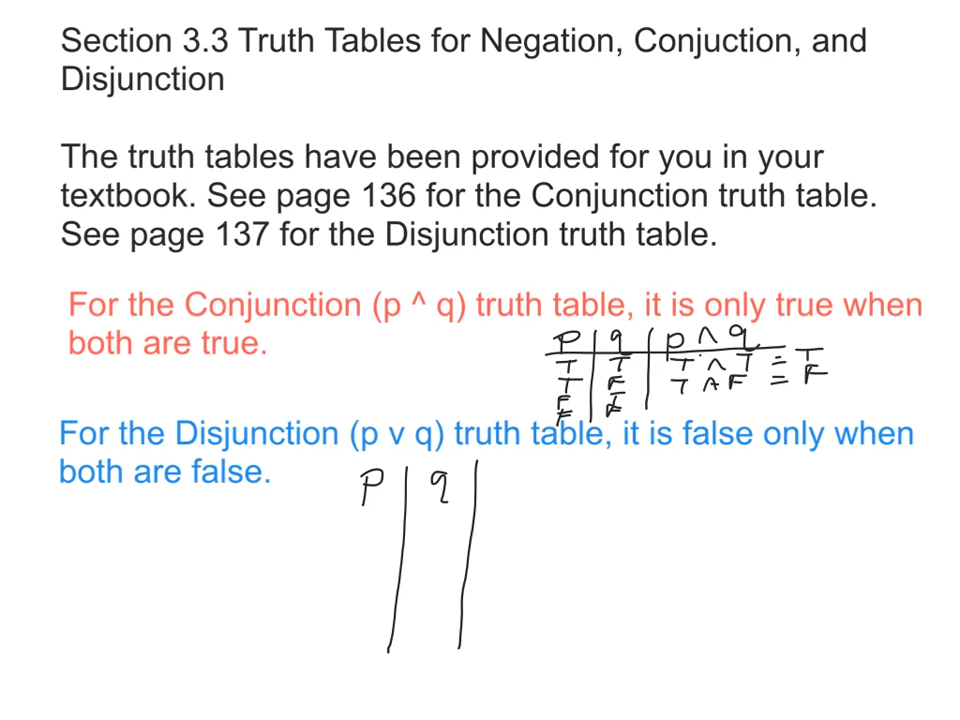 Section 3.3 Truth Tables for Negation, Conjuction, and
Disjunction
The truth tables have been provided for you in your
textbook. See page 136 for the Conjunction truth table.
See page 137 for the Disjunction truth table.
For the Conjunction (p ^ q) truth table, it is only true when
both are true.
P | q | p ∧ q
T | T | T ∧ T ≡ T
T | F | T ∧ F ≡ F
F | T |
F | F |
For the Disjunction (p v q) truth table, it is false only when
both are false.
P | q |